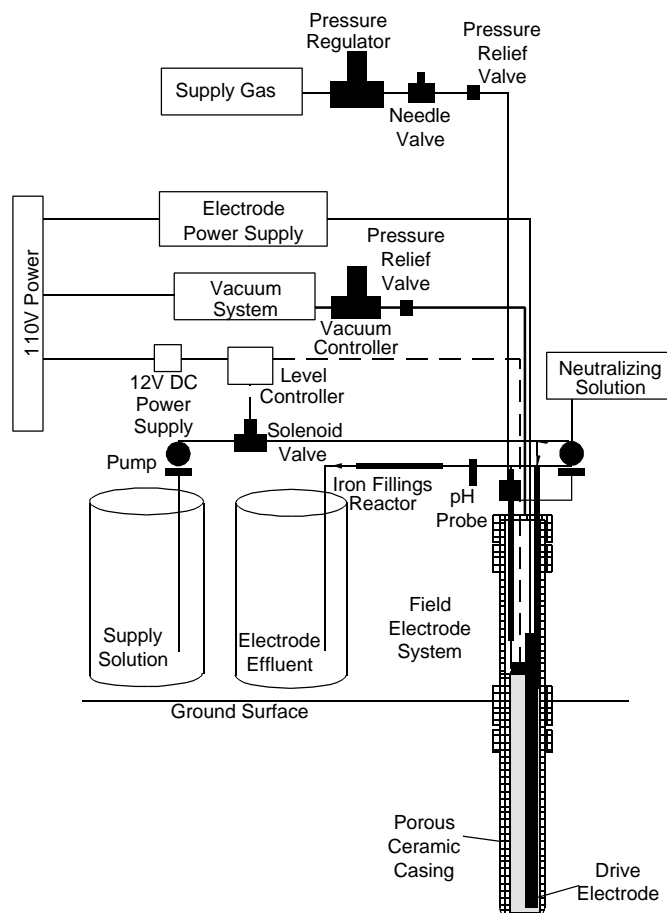 Pressure
Regulator
Pressure
Relief
Valve
Supply Gas
Needle
Valve
Electrode
Power Supply
110V Power
Pressure
Relief
Valve
Vacuum
System
Vacuum
Controller
12V DC
Power
Supply
Level
Controller
Neutralizing
Solution
Solenoid
Valve
Pump
Iron Fillings
Reactor
pH
Probe
Supply
Solution
Electrode
Effluent
Field
Electrode
System
Ground Surface
Porous
Ceramic
Casing
Drive
Electrode